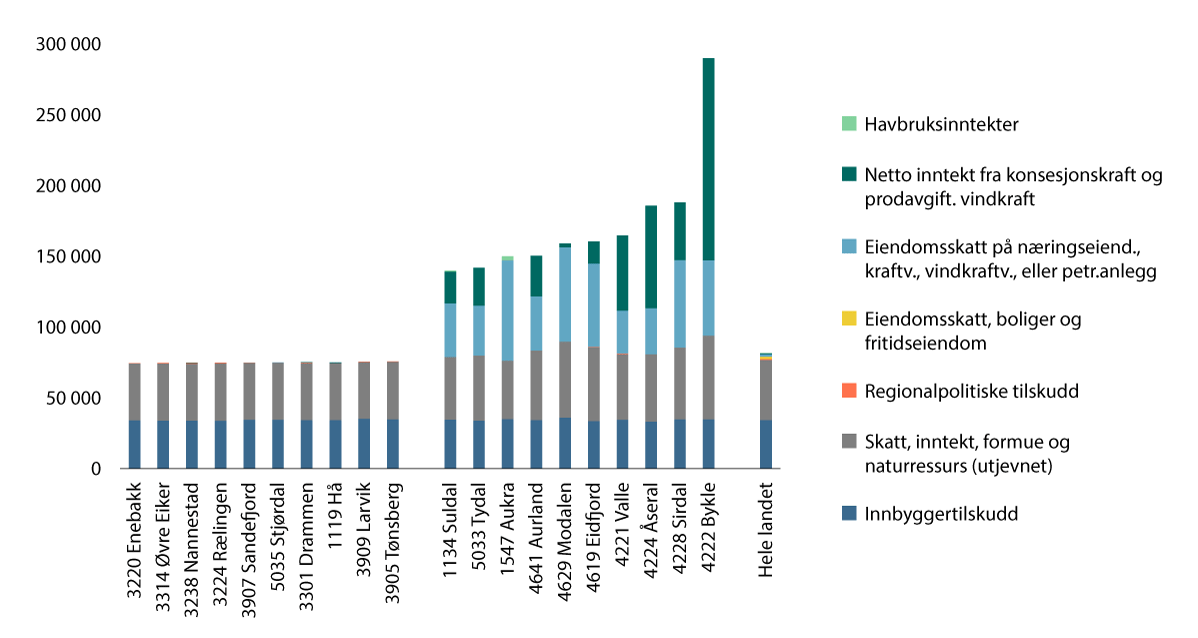 300 000
250 000
200 000
150 000
100 000
50 000
0
3220 Enebakk
3314 Øvre Eiker
3238 Nannestad
3224 Rælingen
3907 Sandefjord
5035 Stjørdal
3301 Drammen
1119 Hå
3909 Larvik
3905 Tønsberg
1134 Suldal
5033 Tydal
1547 Aukra
4641 Aurland
4629 Modalen
4619 Eidfjord
4221 Valle
4224 Åseral
4228 Sirdal
4222 Bykle
Hele landet
Havbruksinntekter
Netto inntekt fra konsesjonskraft og
prodavgift. vindkraft
Eiendomsskatt på næringseiend.,
kraftv., vindkraftv., eller petr.anlegg
Eiendomsskatt, boliger og
fritidseiendom
Regionalpolitiske tilskudd
Skatt, inntekt, formue og
naturressurs (utjevnet)
Innbyggertilskudd